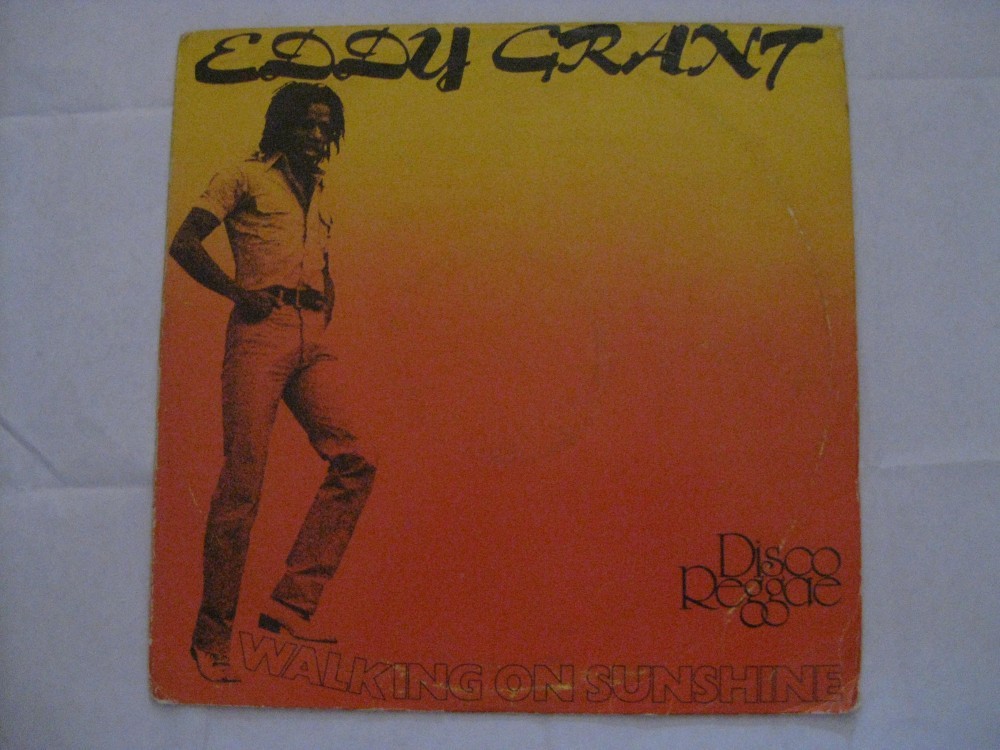 EDDY GRANT
Disco
Reggae
WALKING ON SUNSHINE